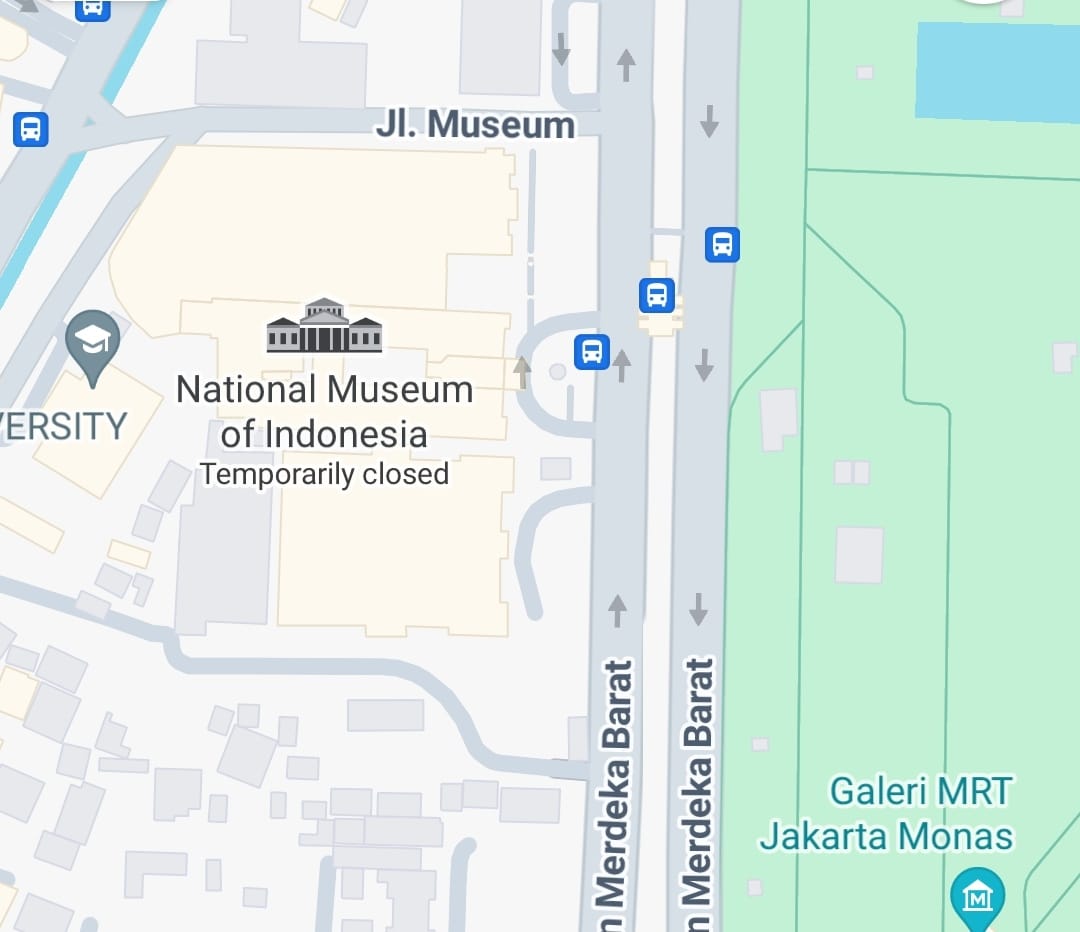 Jl. Museum
National Museum
of Indonesia
Temporarily closed
VERSITY
n Merdeka Barat
n Merdeka Barat
Galeri MRT
Jakarta Monas
M